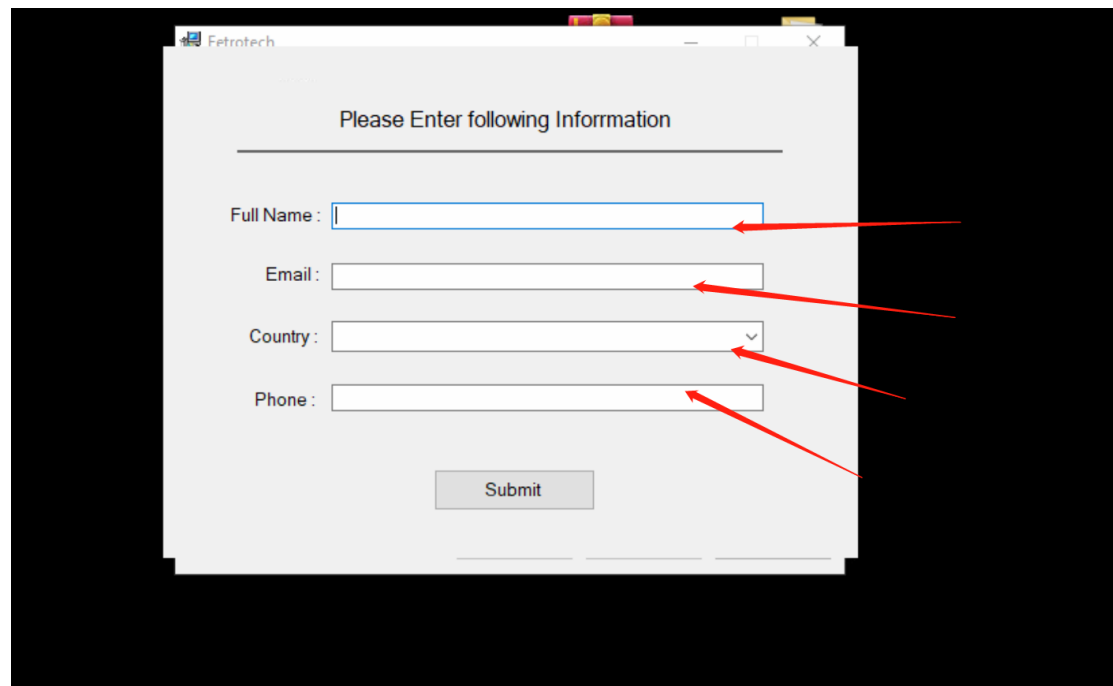 Fetrotech
Please Enter following Inforrmation
Full Name :
Email :
Country :
Phone :
Submit